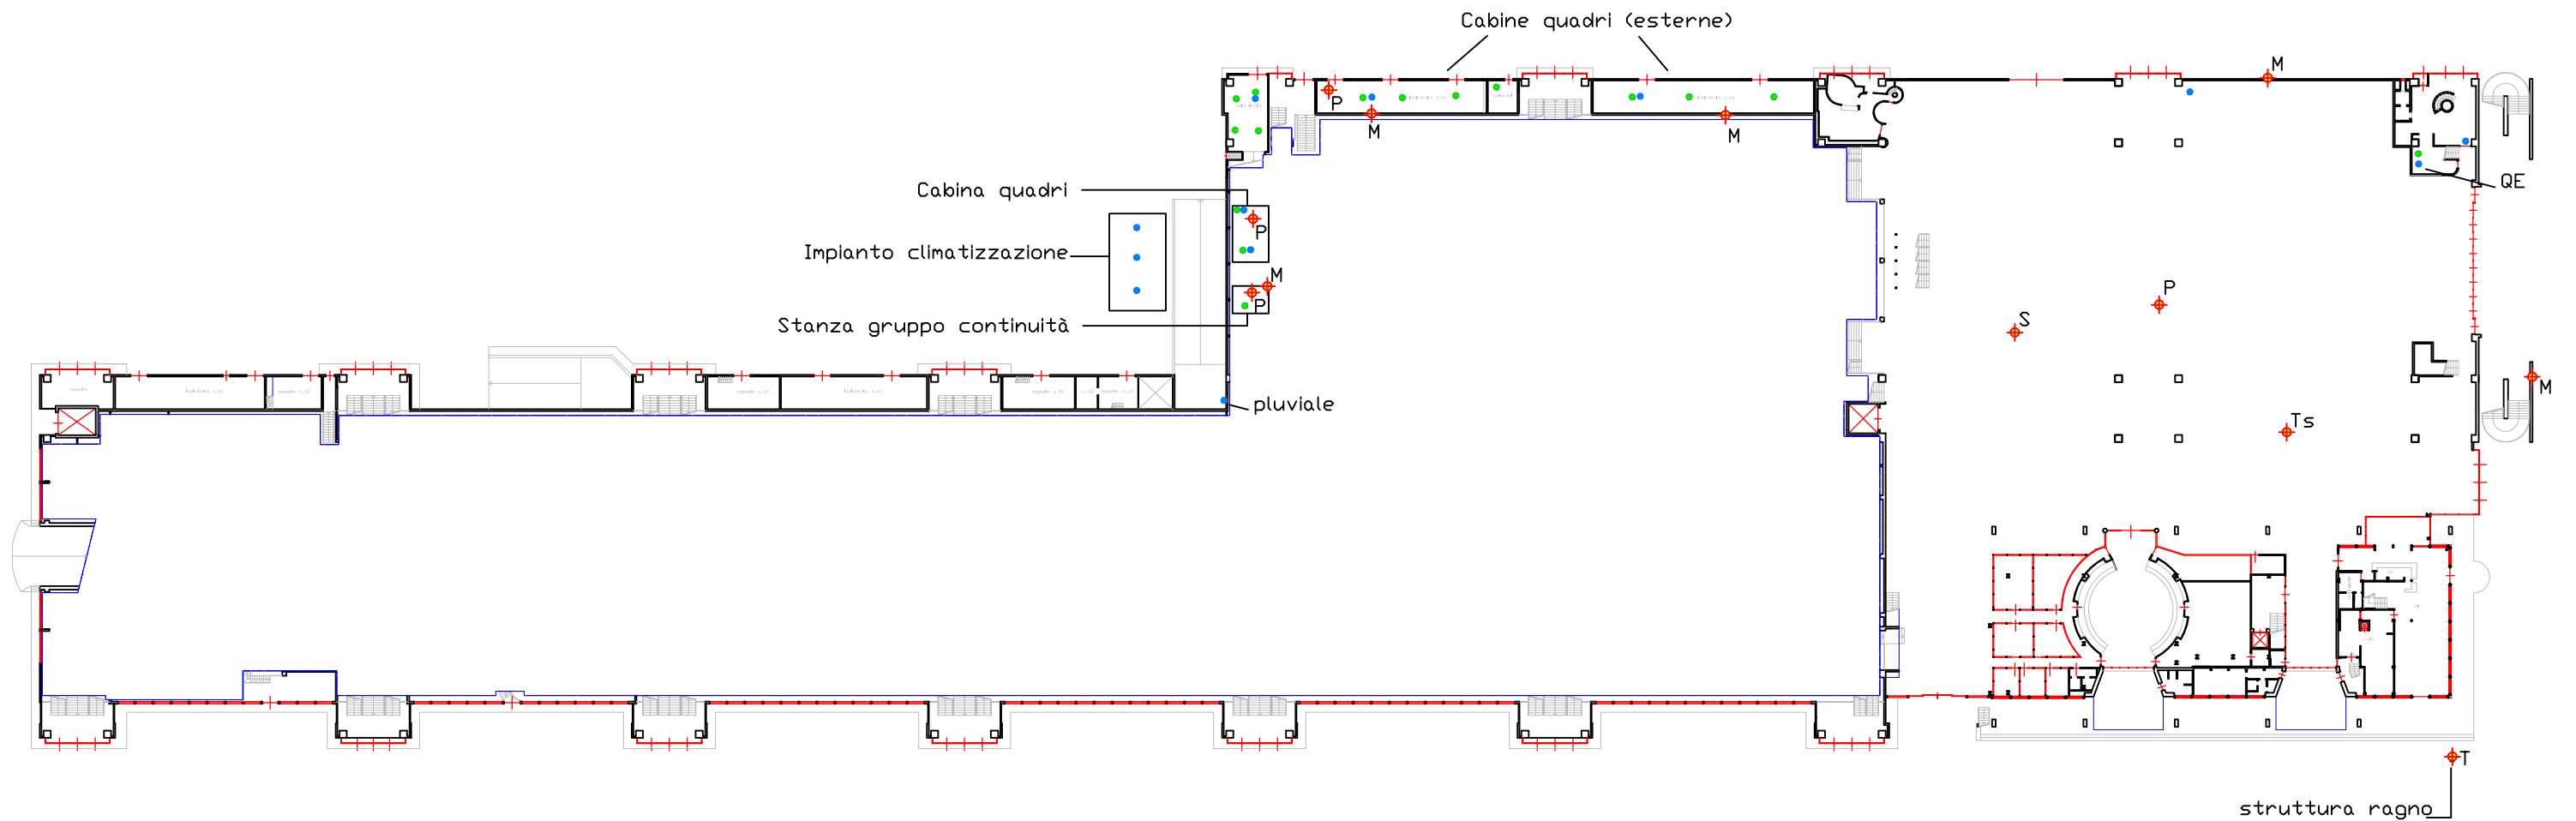 Cabine quadri (esterne)
M
P
M
M
QE
Cabina quadri
P
Impianto climatizzazione
M
P
P
S
Stanza gruppo continuità
M
pluviale
Ts
T
struttura ragno